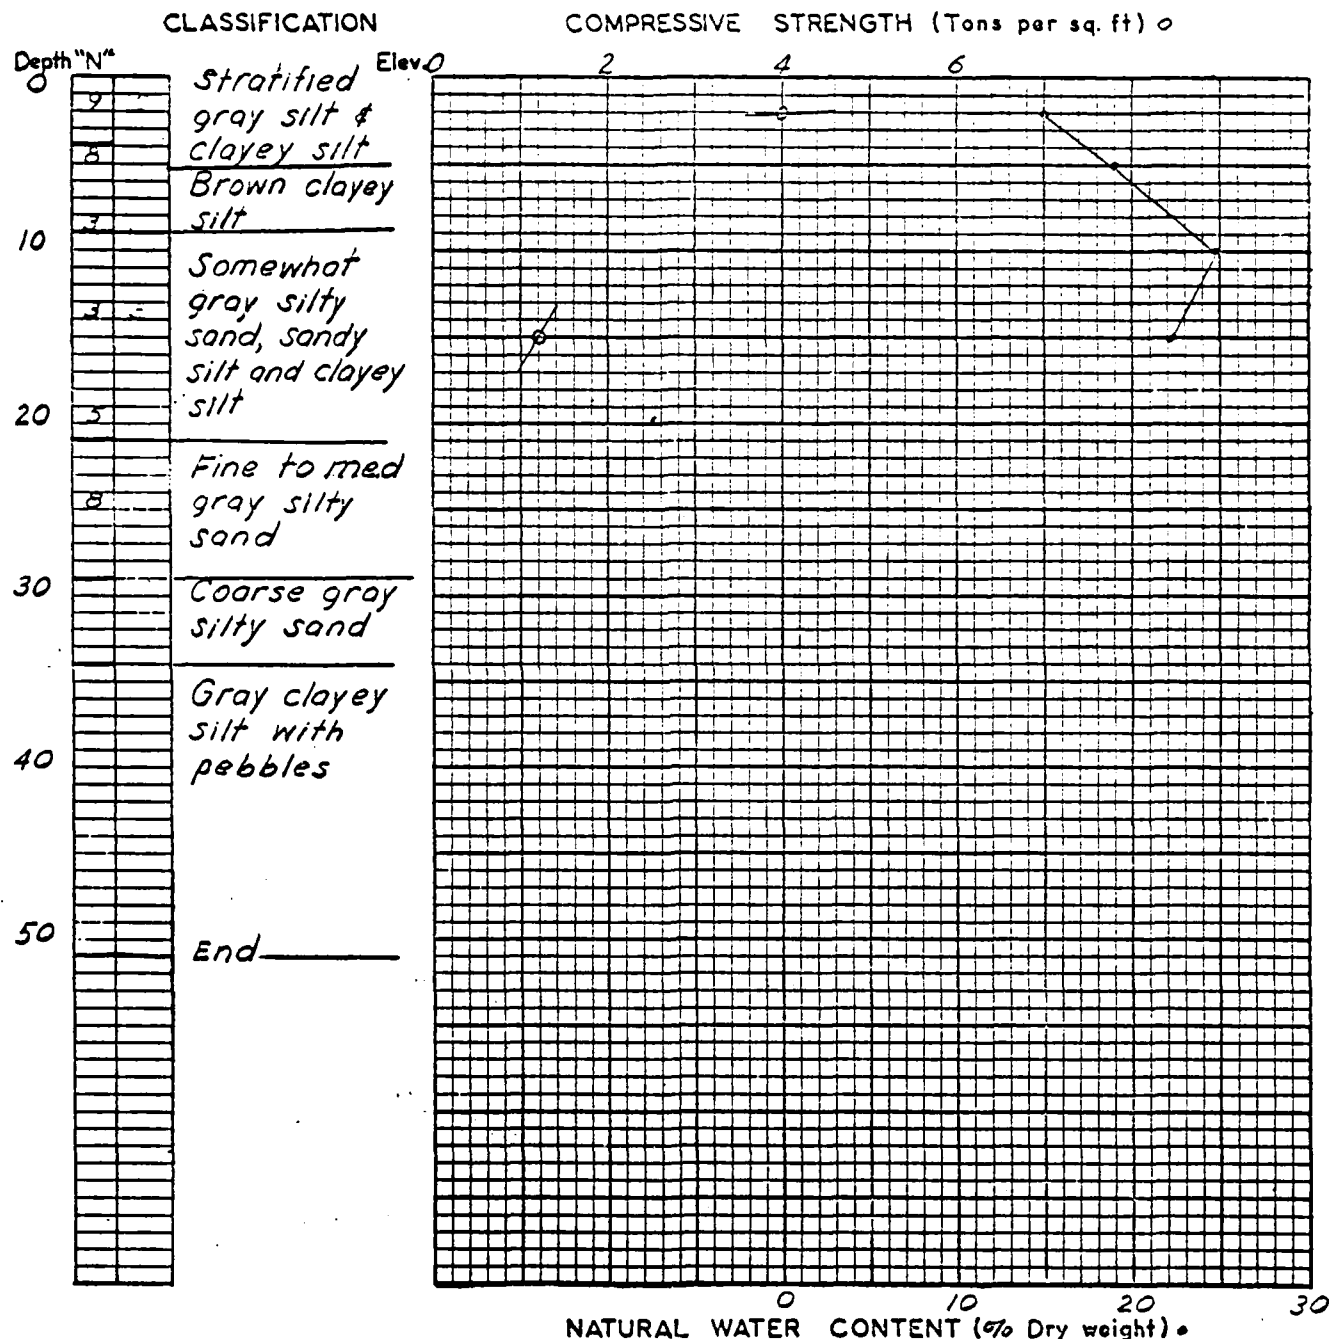 CLASSIFICATION
COMPRESSIVE STRENGTH (Tons per sq. ft) o
Depth "N"
Elev.
0 2 4 6
0
9
8
3
10
3
20
5
8
30
40
50
Stratified
gray silt &
clayey silt
Brown clayey
silt
Somewhat
gray silty
sand, sandy
silt and clayey
silt
Fine to med
gray silty
sand
Coarse gray
silty sand
Gray clayey
silt with
pebbles
End
0 10 20 30
NATURAL WATER CONTENT (% Dry weight) •